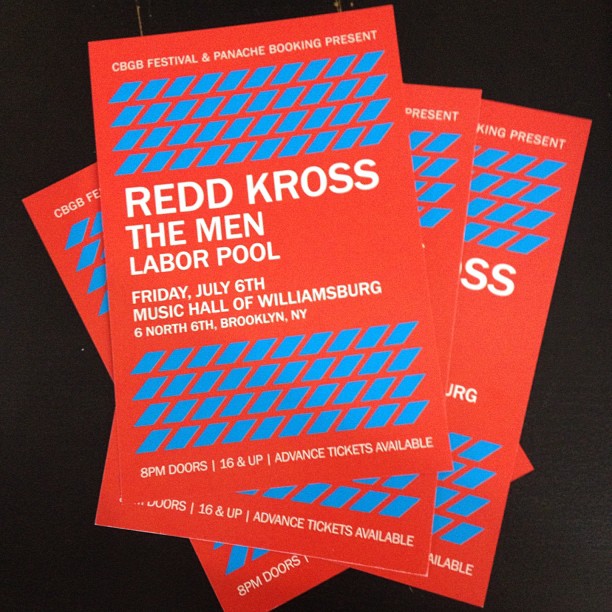 CBGB FESTIVAL & PANACHE BOOKING PRESENT
REDD KROSS
THE MEN
LABOR POOL
FRIDAY, JULY 6TH
MUSIC HALL OF WILLIAMSBURG
6 NORTH 6TH, BROOKLYN, NY
8PM DOORS | 16 & UP | ADVANCE TICKETS AVAILABLE
PRESENT
KING PRESENT
CBGB FE
OSS
URG
DOORS | 16 & UP | ADVANCE TICKETS AVAILABLE
8PM DOORS |
AILABLE